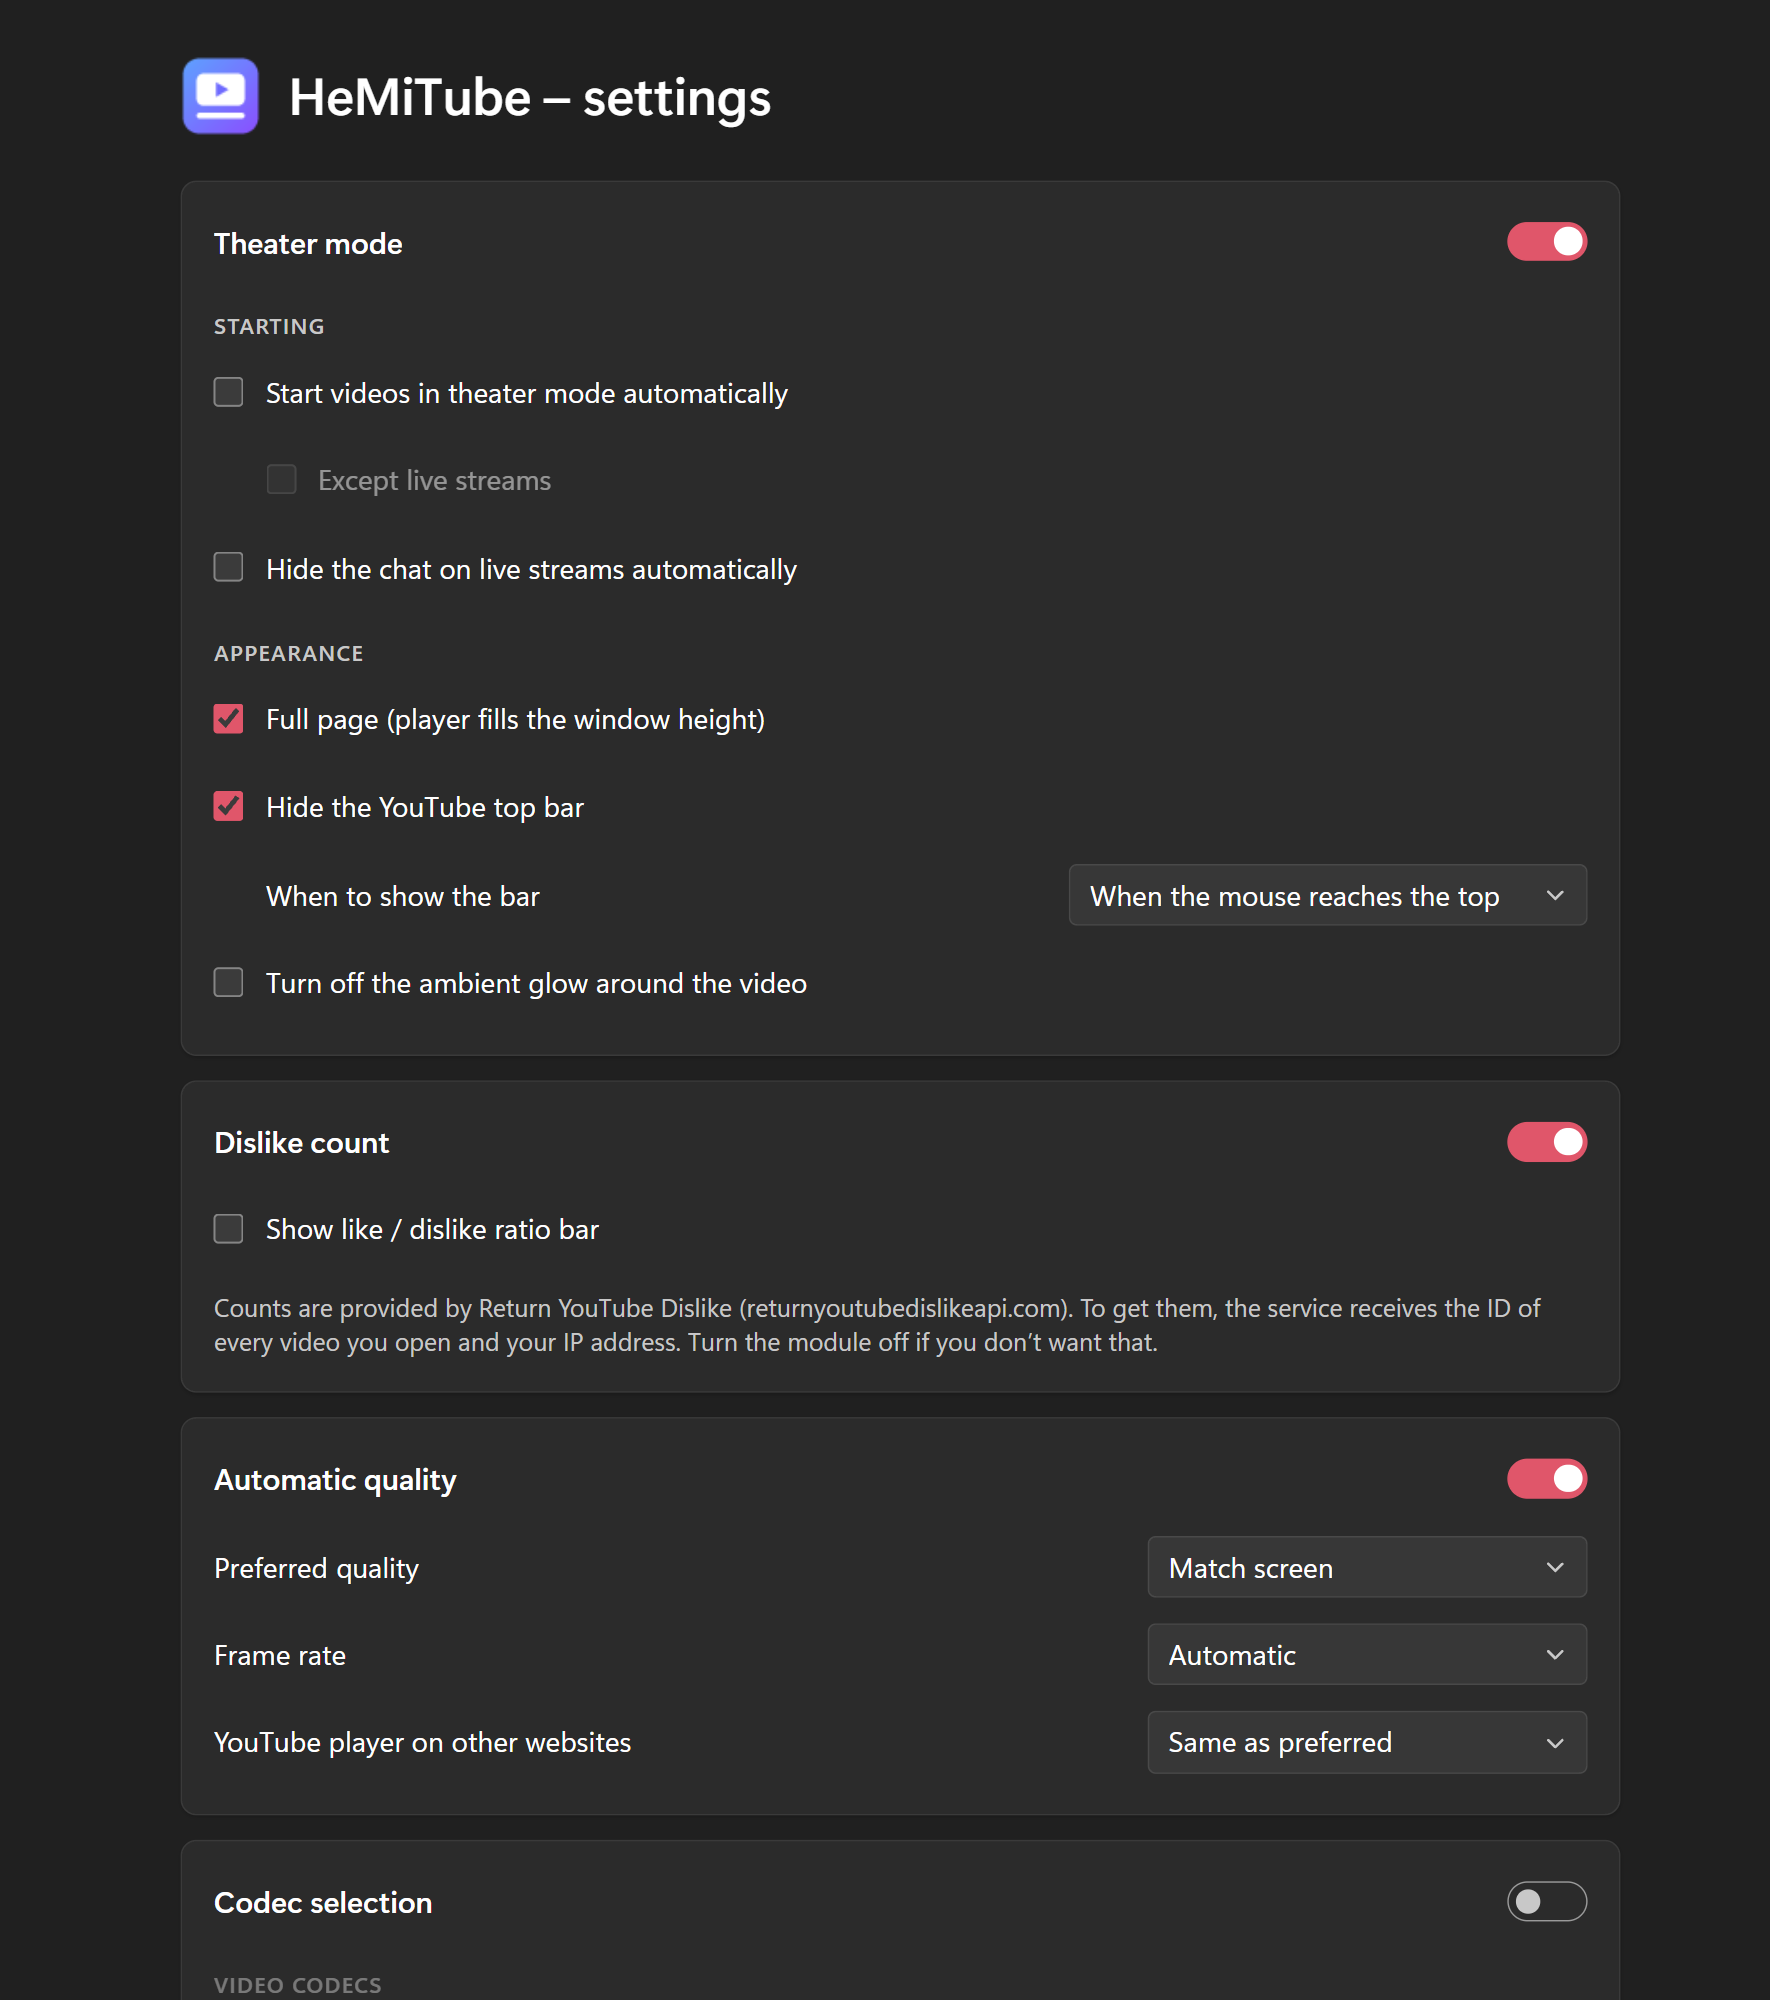 HeMiTube – settings
Theater mode
STARTING
Start videos in theater mode automatically
Except live streams
Hide the chat on live streams automatically
APPEARANCE
Full page (player fills the window height)
Hide the YouTube top bar
When to show the bar
When the mouse reaches the top
Turn off the ambient glow around the video
Dislike count
Show like / dislike ratio bar
Counts are provided by Return YouTube Dislike (returnyoutubedislikeapi.com). To get them, the service receives the ID of
every video you open and your IP address. Turn the module off if you don’t want that.
Automatic quality
Preferred quality
Match screen
Frame rate
Automatic
YouTube player on other websites
Same as preferred
Codec selection
VIDEO CODECS